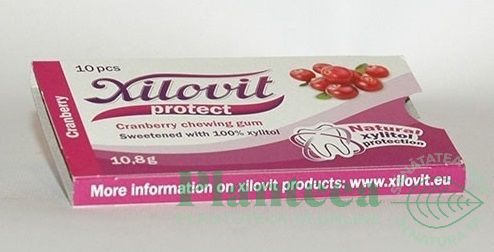 10 pcs
Xilovit
protect
Cranberry
Cranberry chewing gum
Sweetened with 100% xylitol
10,8g
Natural
xylitol
protection
More information on xilovit products: www.xilovit.eu
Planteea